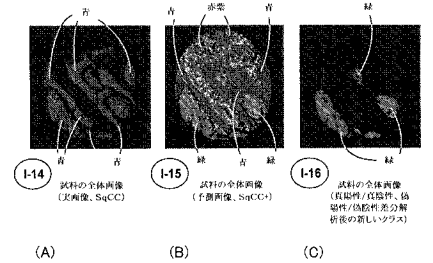 青
赤紫
青
青
緑
青
青
青
緑
青
緑
緑
I-14
試料の全体画像
(実画像、SqCC)
I-15
試料の全体画像
(予測画像、SqCC+)
I-16
試料の全体画像
(真陽性/真陰性、偽
陽性/偽陰性差分解
析後の新しいクラス)
(A)
(B)
(C)